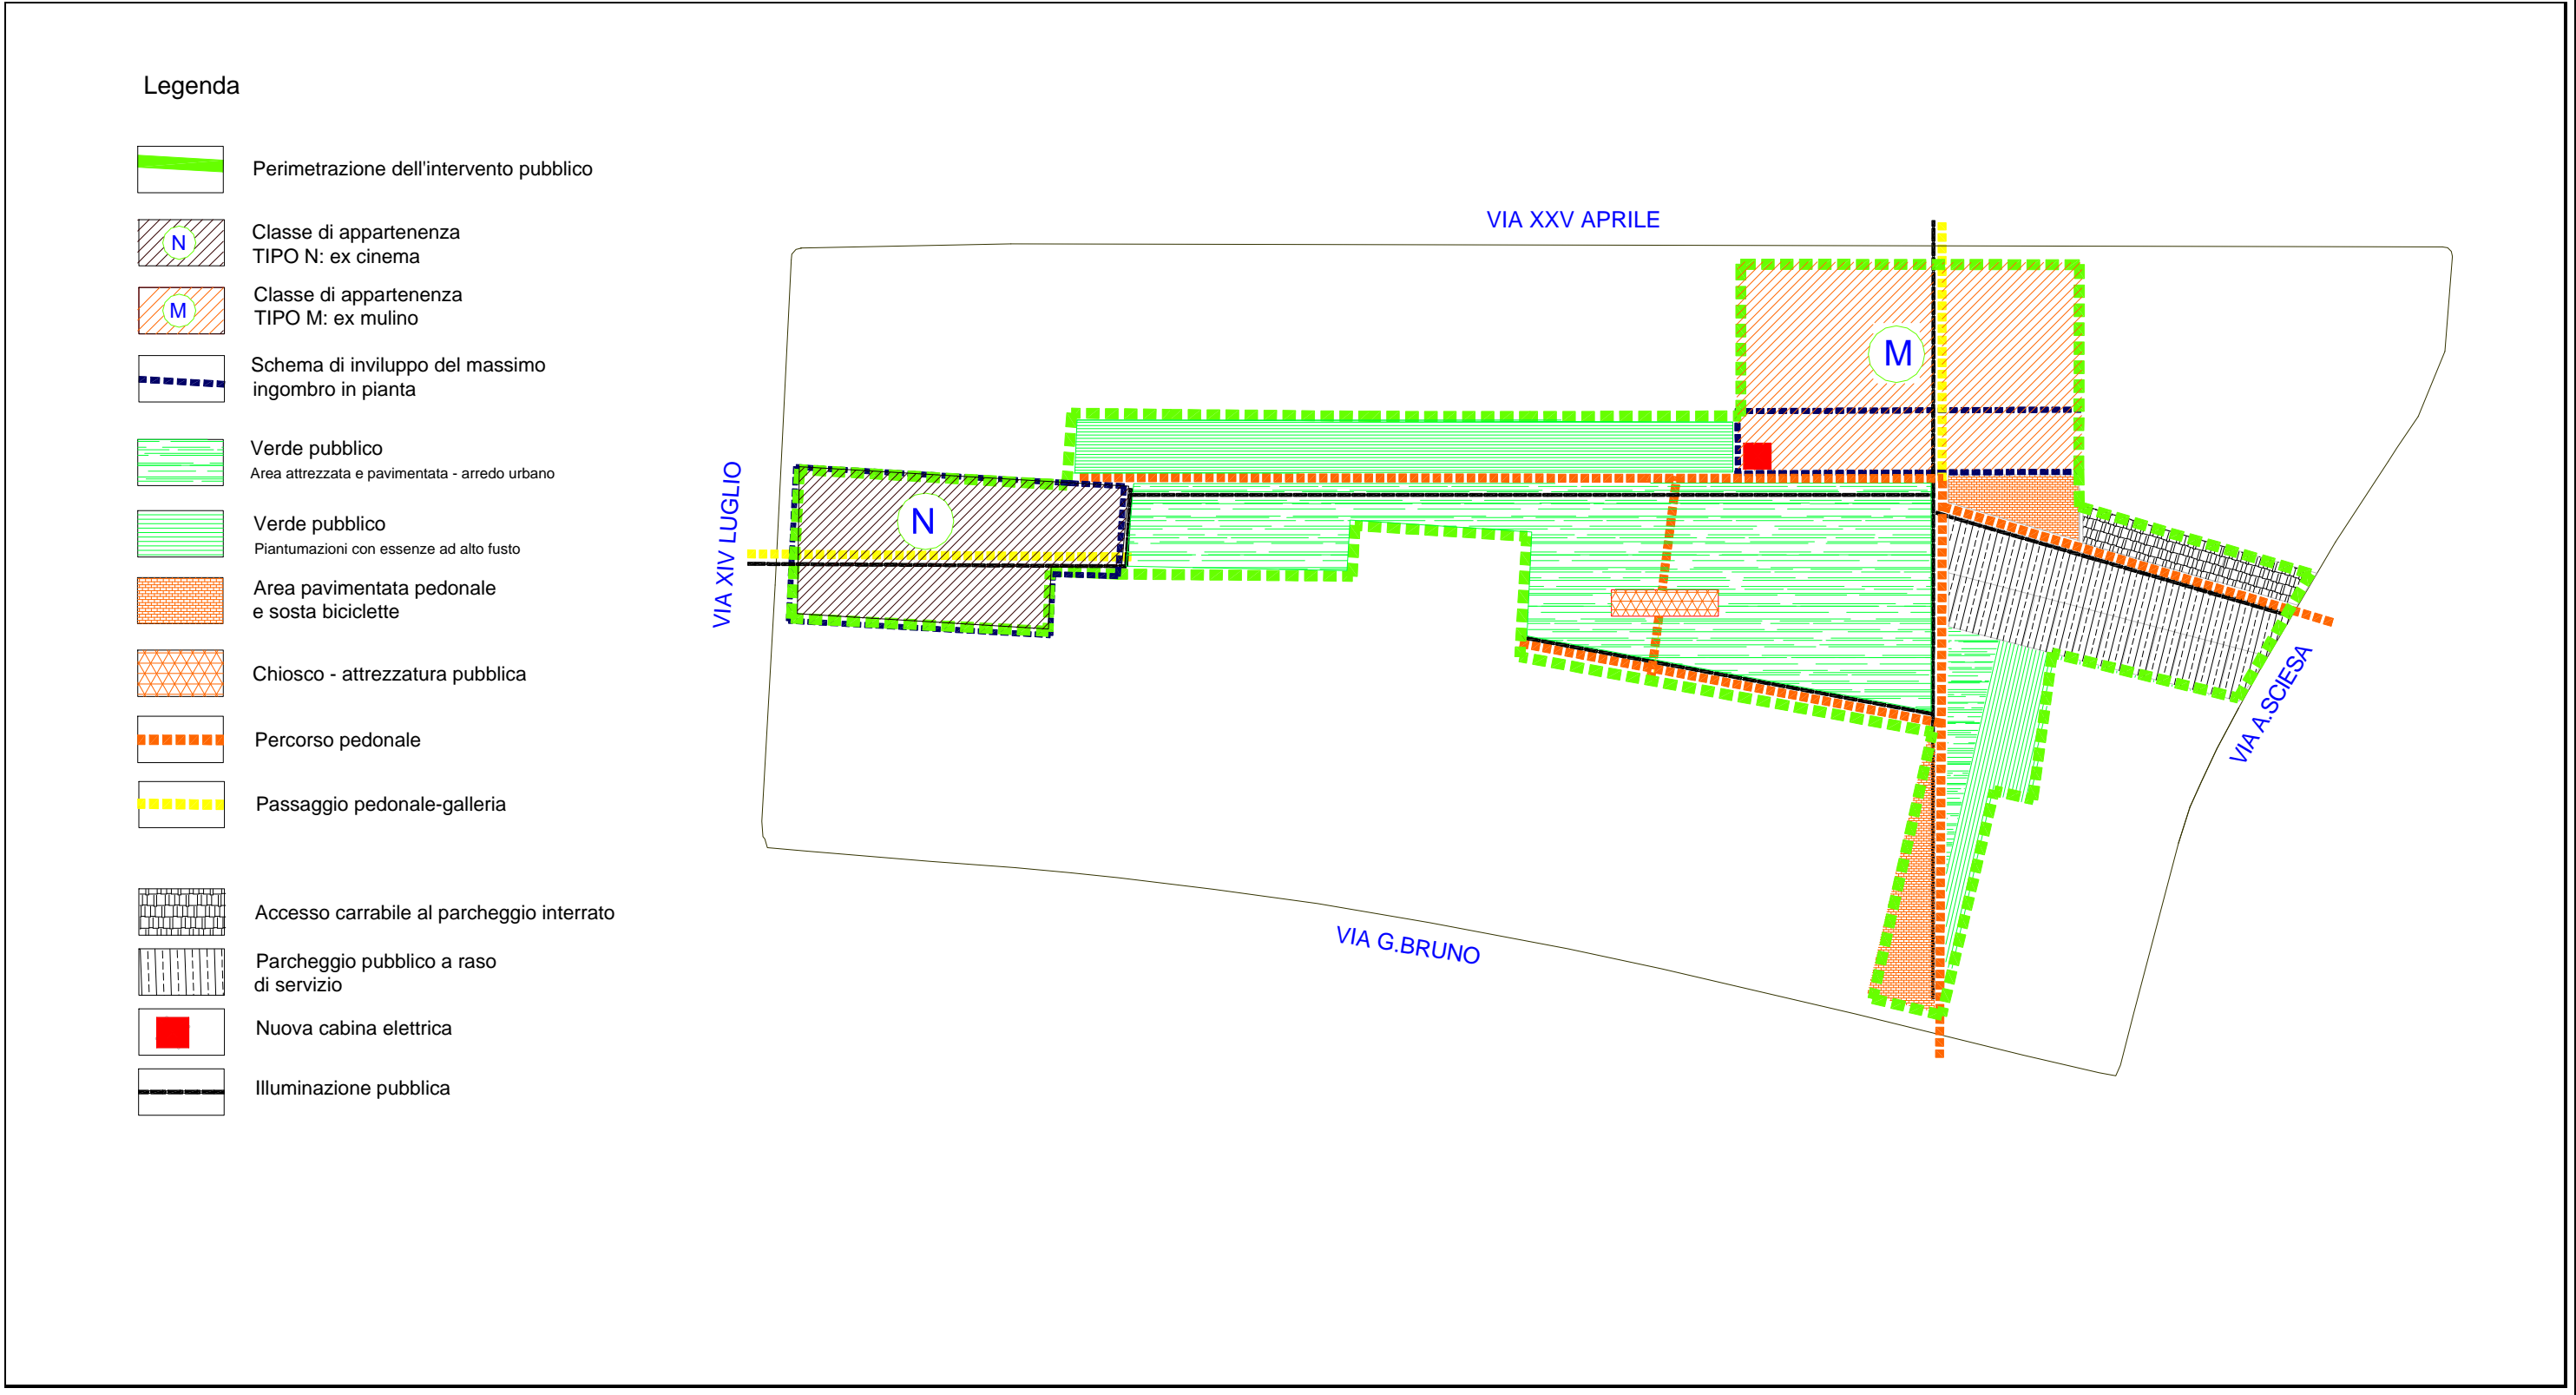 Legenda
Perimetrazione dell'intervento pubblico
N
Classe di appartenenza
TIPO N: ex cinema
M
Classe di appartenenza
TIPO M: ex mulino
Schema di inviluppo del massimo
ingombro in pianta
Verde pubblico
Area attrezzata e pavimentata - arredo urbano
Verde pubblico
Piantumazioni con essenze ad alto fusto
Area pavimentata pedonale
e sosta biciclette
Chiosco - attrezzatura pubblica
Percorso pedonale
Passaggio pedonale-galleria
Accesso carrabile al parcheggio interrato
Parcheggio pubblico a raso
di servizio
Nuova cabina elettrica
Illuminazione pubblica
VIA XXV APRILE
M
N
VIA XIV LUGLIO
VIA A.SCIESA
VIA G.BRUNO